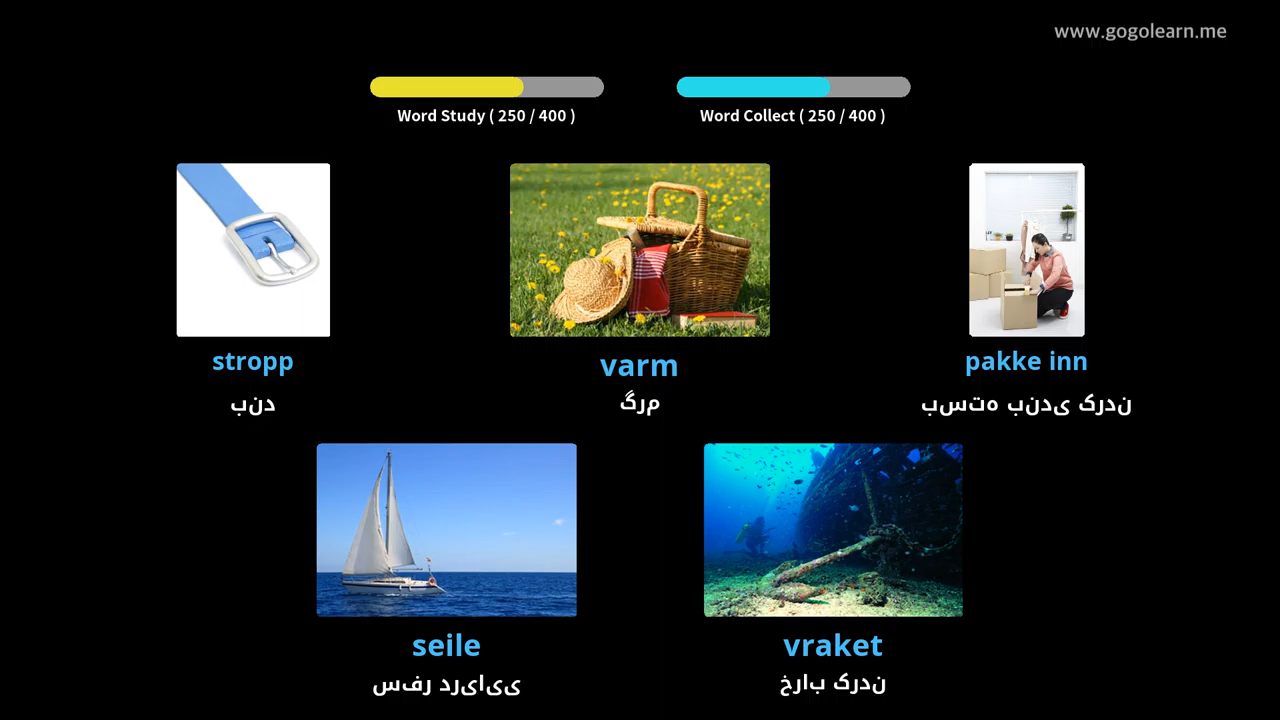 www.gogolearn.me
Word Study ( 250 / 400 )
Word Collect ( 250 / 400 )
stropp
بند
varm
گرم
pakke inn
بسته بندی کردن
seile
سفر دریایی
vraket
خراب کردن